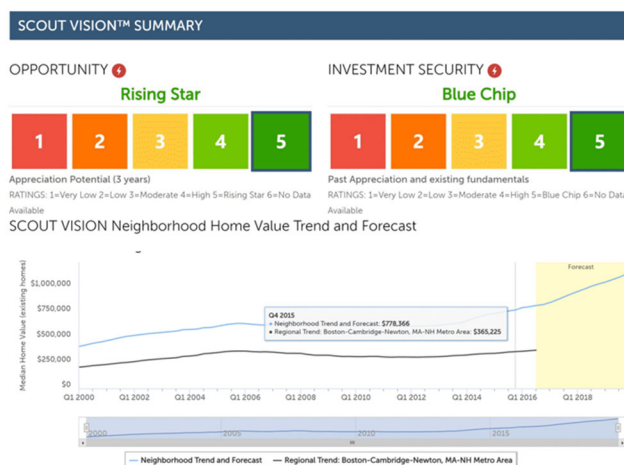 SCOUT VISION™ SUMMARY
OPPORTUNITY
Rising Star
1 2 3 4 5
Appreciation Potential (3 years)
RATINGS: 1=Very Low 2=Low 3=Moderate 4=High 5=Rising Star 6=No Data
Available
INVESTMENT SECURITY
Blue Chip
1 2 3 4 5
Past Appreciation and existing fundamentals
RATINGS: 1=Very Low 2=Low 3=Moderate 4=High 5=Blue Chip 6=No Data
Available
SCOUT VISION Neighborhood Home Value Trend and Forecast
Median Home Value (existing homes)
$1,000,000
$750,000
$500,000
$250,000
$0
Forecast
Q4 2015
Neighborhood Trend and Forecast: $778,366
Regional Trend: Boston-Cambridge-Newton, MA-NH Metro Area: $365,225
Q1 2000 Q1 2002 Q1 2004 Q1 2006 Q1 2008 Q1 2010 Q1 2012 Q1 2014 Q1 2016 Q1 2018
2000 2005 2010 2015
Neighborhood Trend and Forecast Regional Trend: Boston-Cambridge-Newton, MA-NH Metro Area